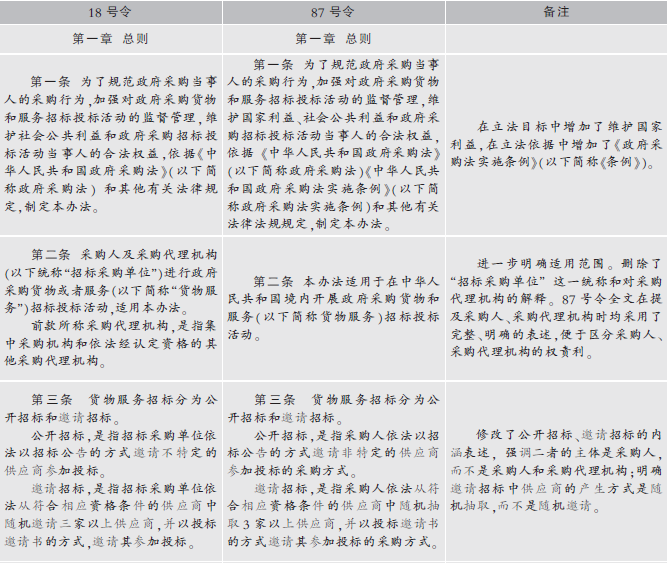 18 号令
87 号令
备注
第一章 总则
第一章 总则
第一条 为了规范政府采购当事
人的采购行为,加强对政府采购货物
和服务招标投标活动的监督管理,维
护社会公共利益和政府采购招标投
标活动当事人的合法权益,依据《中
华人民共和国政府采购法》(以下简
称政府采购法)和其他有关法律规
定,制定本办法。
第一条 为了规范政府采购当事
人的采购行为,加强对政府采购货物
和服务招标投标活动的监督管理,维
护国家利益、社会公共利益和政府采
购招标投标活动当事人的合法权益,
依据《中华人民共和国政府采购法》
(以下简称政府采购法)《中华人民共
和国政府采购法实施条例》(以下简
称政府采购法实施条例)和其他有关
法律法规规定,制定本办法。
在立法目标中增加了维护国家
利益,在立法依据中增加了《政府采
购法实施条例》(以下简称《条例》)。
第二条 采购人及采购代理机构
(以下统称“招标采购单位”)进行政府
采购货物或者服务(以下简称“货物服
务”)招标投标活动,适用本办法。
前款所称采购代理机构,是指集
中采购机构和依法经认定资格的其
他采购代理机构。
第二条 本办法适用于在中华人
民共和国境内开展政府采购货物和
服务(以下简称货物服务)招标投标
活动。
进一步明确适用范围。删除了
“招标采购单位”这一统称和对采购
代理机构的解释。87 号令全文在提
及采购人、采购代理机构时均采用了
完整、明确的表述,便于区分采购人、
采购代理机构的权责利。
第三条 货物服务招标分为公
开招标和邀请招标。
公开招标,是指招标采购单位依
法以招标公告的方式邀请不特定的
供应商参加投标。
邀请招标,是指招标采购单位依
法从符合相应资格条件的供应商中
随机邀请三家以上供应商,并以投标
邀请书的方式,邀请其参加投标。
第三条 货物服务招标分为公
开招标和邀请招标。
公开招标,是指采购人依法以招
标公告的方式邀请非特定的供应商
参加投标的采购方式。
邀请招标,是指采购人依法从符
合相应资格条件的供应商中随机抽
取 3 家以上供应商,并以投标邀请书
的方式邀请其参加投标的采购方式。
修改了公开招标、邀请招标的内
涵表述,强调二者的主体是采购人,
而不是采购人和采购代理机构;明确
邀请招标中供应商的产生方式是随
机抽取,而不是随机邀请。